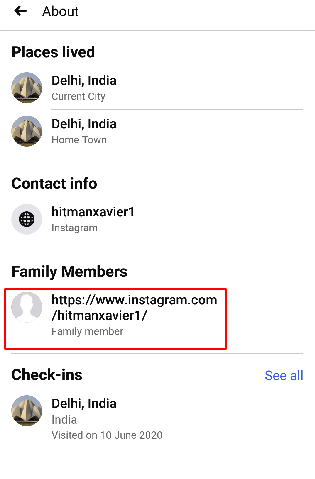 About
Places lived
Delhi, India
Current City
Delhi, India
Home Town
Contact info
hitmanxavier1
Instagram
Family Members
https://www.instagram.com
/hitmanxavier1/
Family member
Check-ins
See all
Delhi, India
India
Visited on 10 June 2020